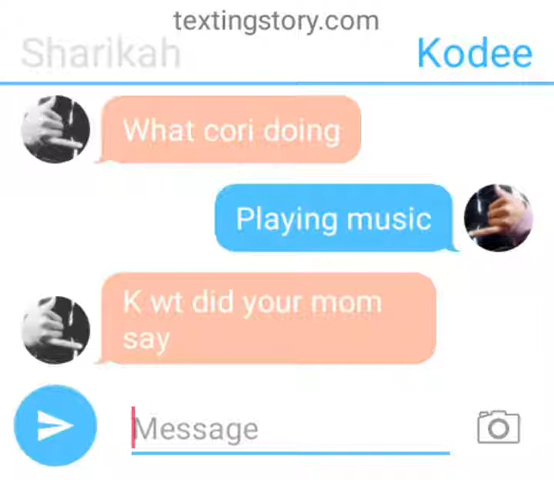 textingstory.com
Sharikah
Kodee
What cori doing
Playing music
K wt did your mom
say
Message